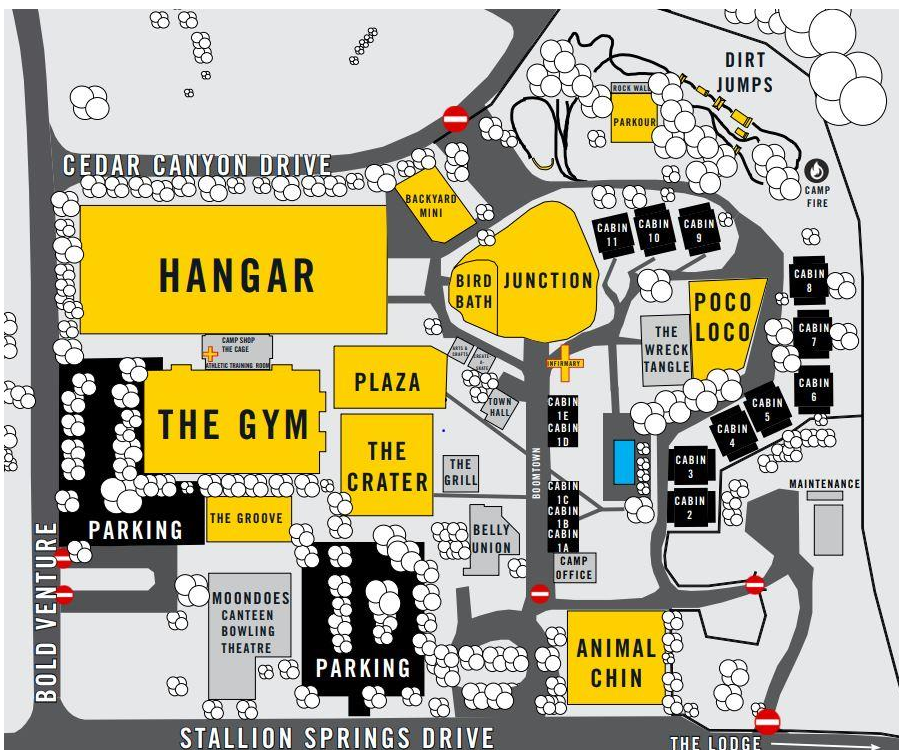 DIRT
JUMPS
ROCK WALL
PARKOUR
CEDAR CANYON DRIVE
CAMP
FIRE
BACKYARD
MINI
CABIN
11
CABIN
10
CABIN
9
HANGAR
BIRD
BATH
JUNCTION
CABIN
8
POCO
LOCO
CABIN
7
THE
WRECK
TANGLE
CAMP SHOP
THE CAGE
ATHLETIC TRAINING ROOM
ARTS &
CRAFTS
CREATE
A-
SKATE
INFIRMARY
PLAZA
CABIN
6
TOWN
HALL
CABIN
1E
CABIN
1D
CABIN
5
CABIN
4
THE GYM
THE
CRATER
THE
GRILL
BOOMTOWN
CABIN
3
CABIN
2
MAINTENANCE
CABIN
1C
CABIN
1B
CABIN
1A
PARKING
THE GROOVE
BELLY
UNION
CAMP
OFFICE
BOLD VENTURE
MOONDOES
CANTEEN
BOWLING
THEATRE
PARKING
ANIMAL
CHIN
STALLION SPRINGS DRIVE
THE LODGE